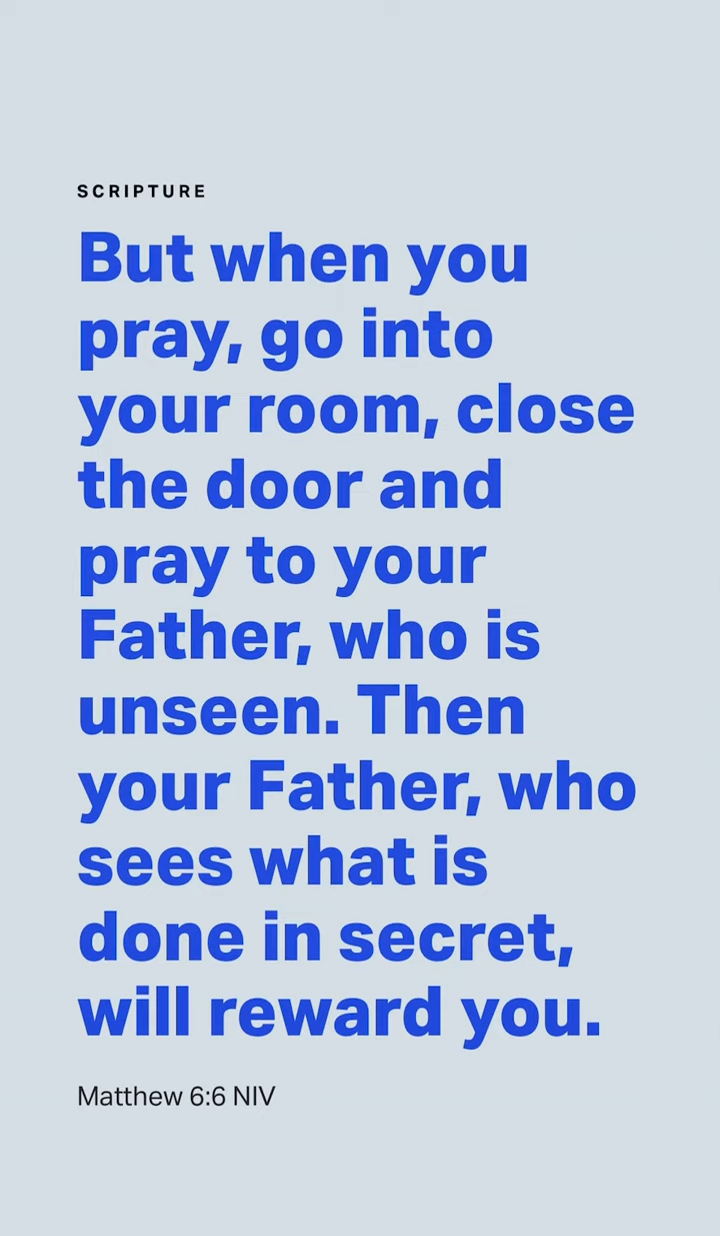 SCRIPTURE
But when you
pray, go into
your room, close
the door and
pray to your
Father, who is
unseen. Then
your Father, who
sees what is
done in secret,
will reward you.
Matthew 6:6 NIV